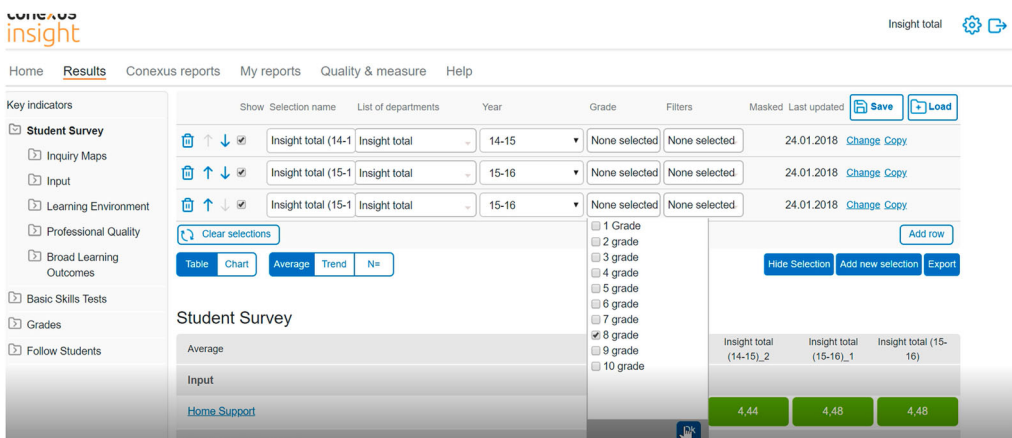 conexus
insight
Insight total
Home Results Conexus reports My reports Quality & measure Help
Key indicators
Student Survey
Inquiry Maps
Input
Learning Environment
Professional Quality
Broad Learning
Outcomes
Basic Skills Tests
Grades
Follow Students
Show Selection name List of departments Year Grade Filters Masked Last updated Save Load
Insight total (14-1 Insight total 14-15 None selected None selected 24.01.2018 Change Copy
Insight total (15-1 Insight total 15-16 None selected None selected 24.01.2018 Change Copy
Insight total (15-1 Insight total 15-16 None selected None selected 24.01.2018 Change Copy
Clear selections Add row
Table Chart Average Trend N= Hide Selection Add new selection Export
1 Grade
2 grade
3 grade
4 grade
5 grade
6 grade
7 grade
8 grade
9 grade
10 grade
Ok
Student Survey
Average Insight total Insight total Insight total (15-
(14-15)_2 (15-16)_1 16)
Input
Home Support 4,44 4,48 4,48